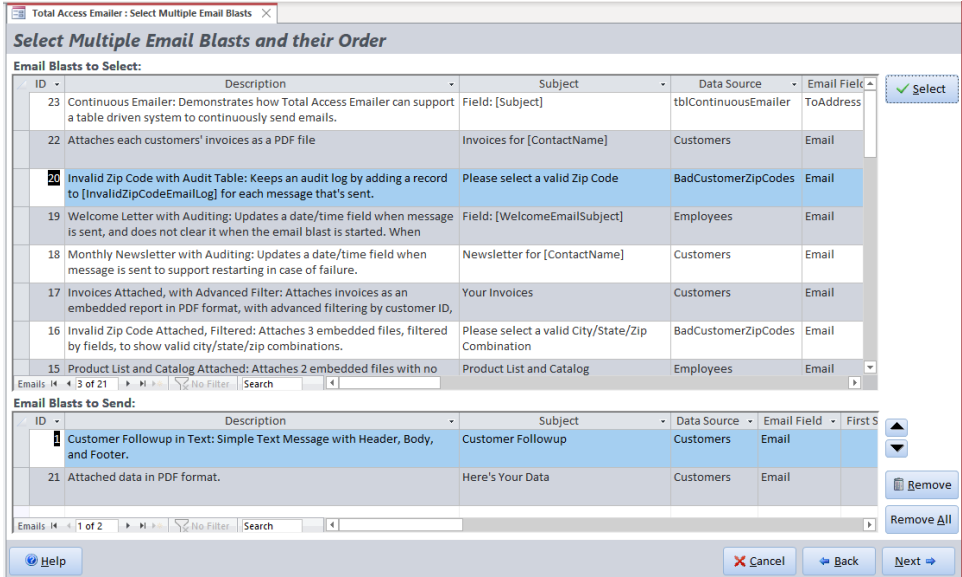 Total Access Emailer : Select Multiple Email Blasts
Select Multiple Email Blasts and their Order
Email Blasts to Select:
ID Description Subject Data Source Email Field
23 Continuous Emailer: Demonstrates how Total Access Emailer can support Field: [Subject] tblContinuousEmailer ToAddress
a table driven system to continuously send emails.
Select
22 Attaches each customers' invoices as a PDF file Invoices for [ContactName] Customers Email
20 Invalid Zip Code with Audit Table: Keeps an audit log by adding a record Please select a valid Zip Code BadCustomerZipCodes Email
to [InvalidZipCodeEmailLog] for each message that's sent.
19 Welcome Letter with Auditing: Updates a date/time field when message Field: [WelcomeEmailSubject] Employees Email
is sent, and does not clear it when the email blast is started. When
18 Monthly Newsletter with Auditing: Updates a date/time field when Newsletter for [ContactName] Customers Email
message is sent to support restarting in case of failure.
17 Invoices Attached, with Advanced Filter: Attaches invoices as an Your Invoices Customers Email
embedded report in PDF format, with advanced filtering by customer ID,
16 Invalid Zip Code Attached, Filtered: Attaches 3 embedded files, filtered Please select a valid City/State/Zip BadCustomerZipCodes Email
by fields, to show valid city/state/zip combinations. Combination
15 Product List and Catalog Attached: Attaches 2 embedded files with no Product List and Catalog Employees Email
Emails 3 of 21 No Filter Search
Email Blasts to Send:
ID Description Subject Data Source Email Field First S
1 Customer Followup in Text: Simple Text Message with Header, Body, Customer Followup Customers Email
and Footer.
21 Attached data in PDF format. Here's Your Data Customers Email
Remove
Emails 1 of 2 No Filter Search
Remove All
Help Cancel Back Next